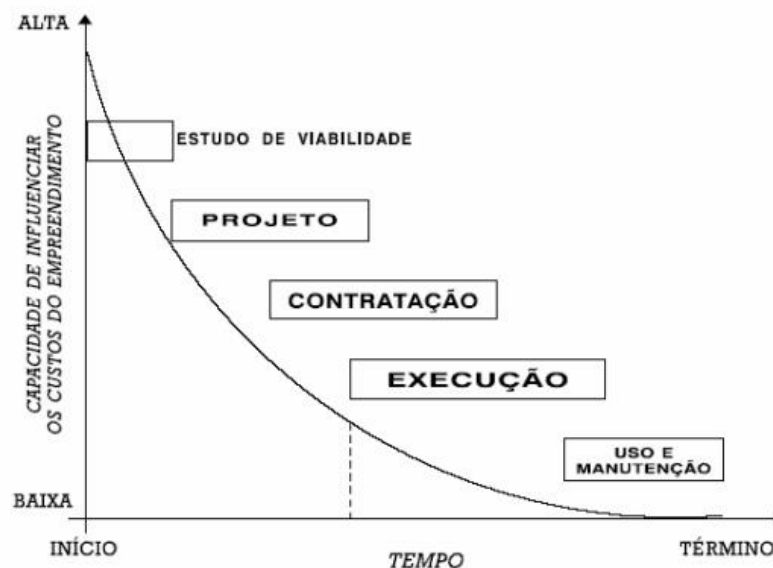 ALTA
CAPACIDADE DE INFLUENCIAR
OS CUSTOS DO EMPREENDIMENTO
ESTUDO DE VIABILIDADE
PROJETO
CONTRATAÇÃO
EXECUÇÃO
USO E
MANUTENÇÃO
BAIXA
INÍCIO
TEMPO
TÉRMINO